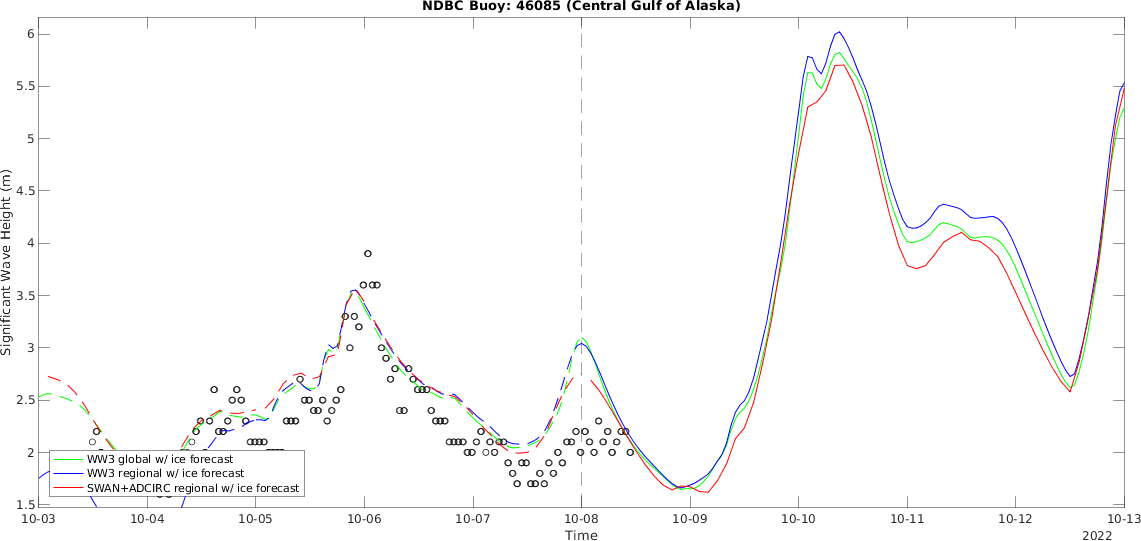 NDBC Buoy: 46085 (Central Gulf of Alaska)
6
5.5
5
4.5
4
3.5
3
2.5
2
1.5
Significant Wave Height (m)
WW3 global w/ ice forecast
WW3 regional w/ ice forecast
SWAN+ADCIRC regional w/ ice forecast
10-03 10-04 10-05 10-06 10-07 10-08 10-09 10-10 10-11 10-12 10-13
Time
2022